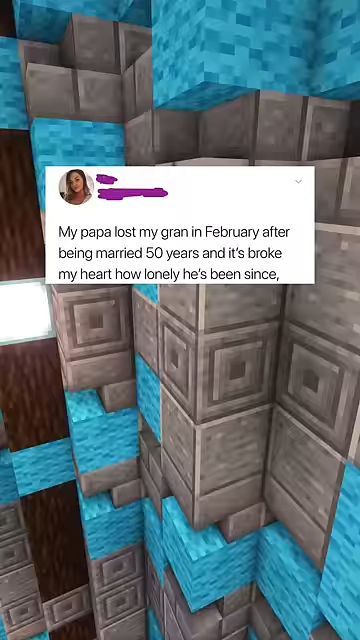 My papa lost my gran in February after
being married 50 years and it's broke
my heart how lonely he's been since,